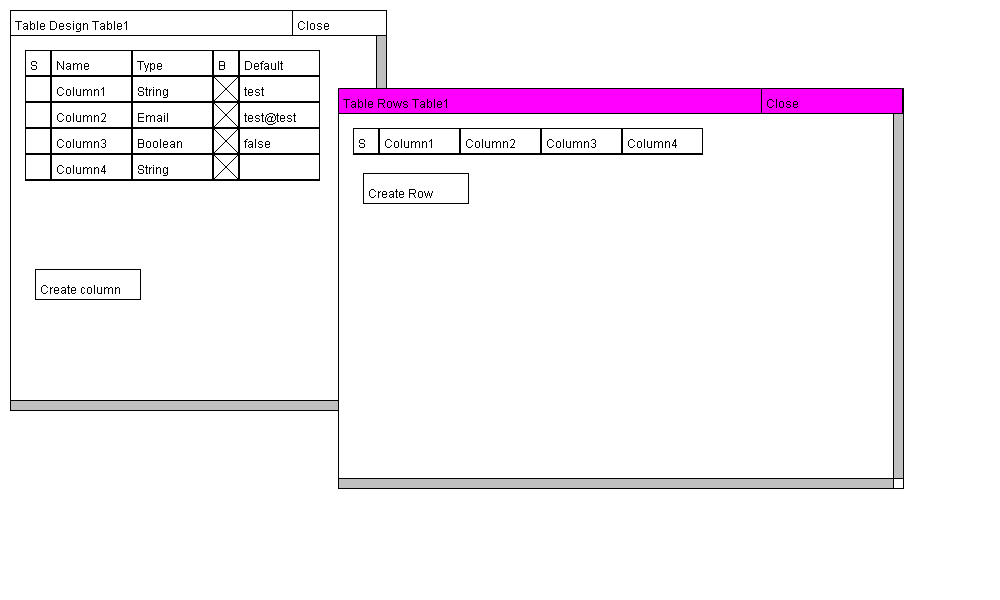 Table Design Table1 Close
S Name Type B Default
Column1 String test
Column2 Email test@test
Column3 Boolean false
Column4 String
Create column
Table Rows Table1 Close
S Column1 Column2 Column3 Column4
Create Row